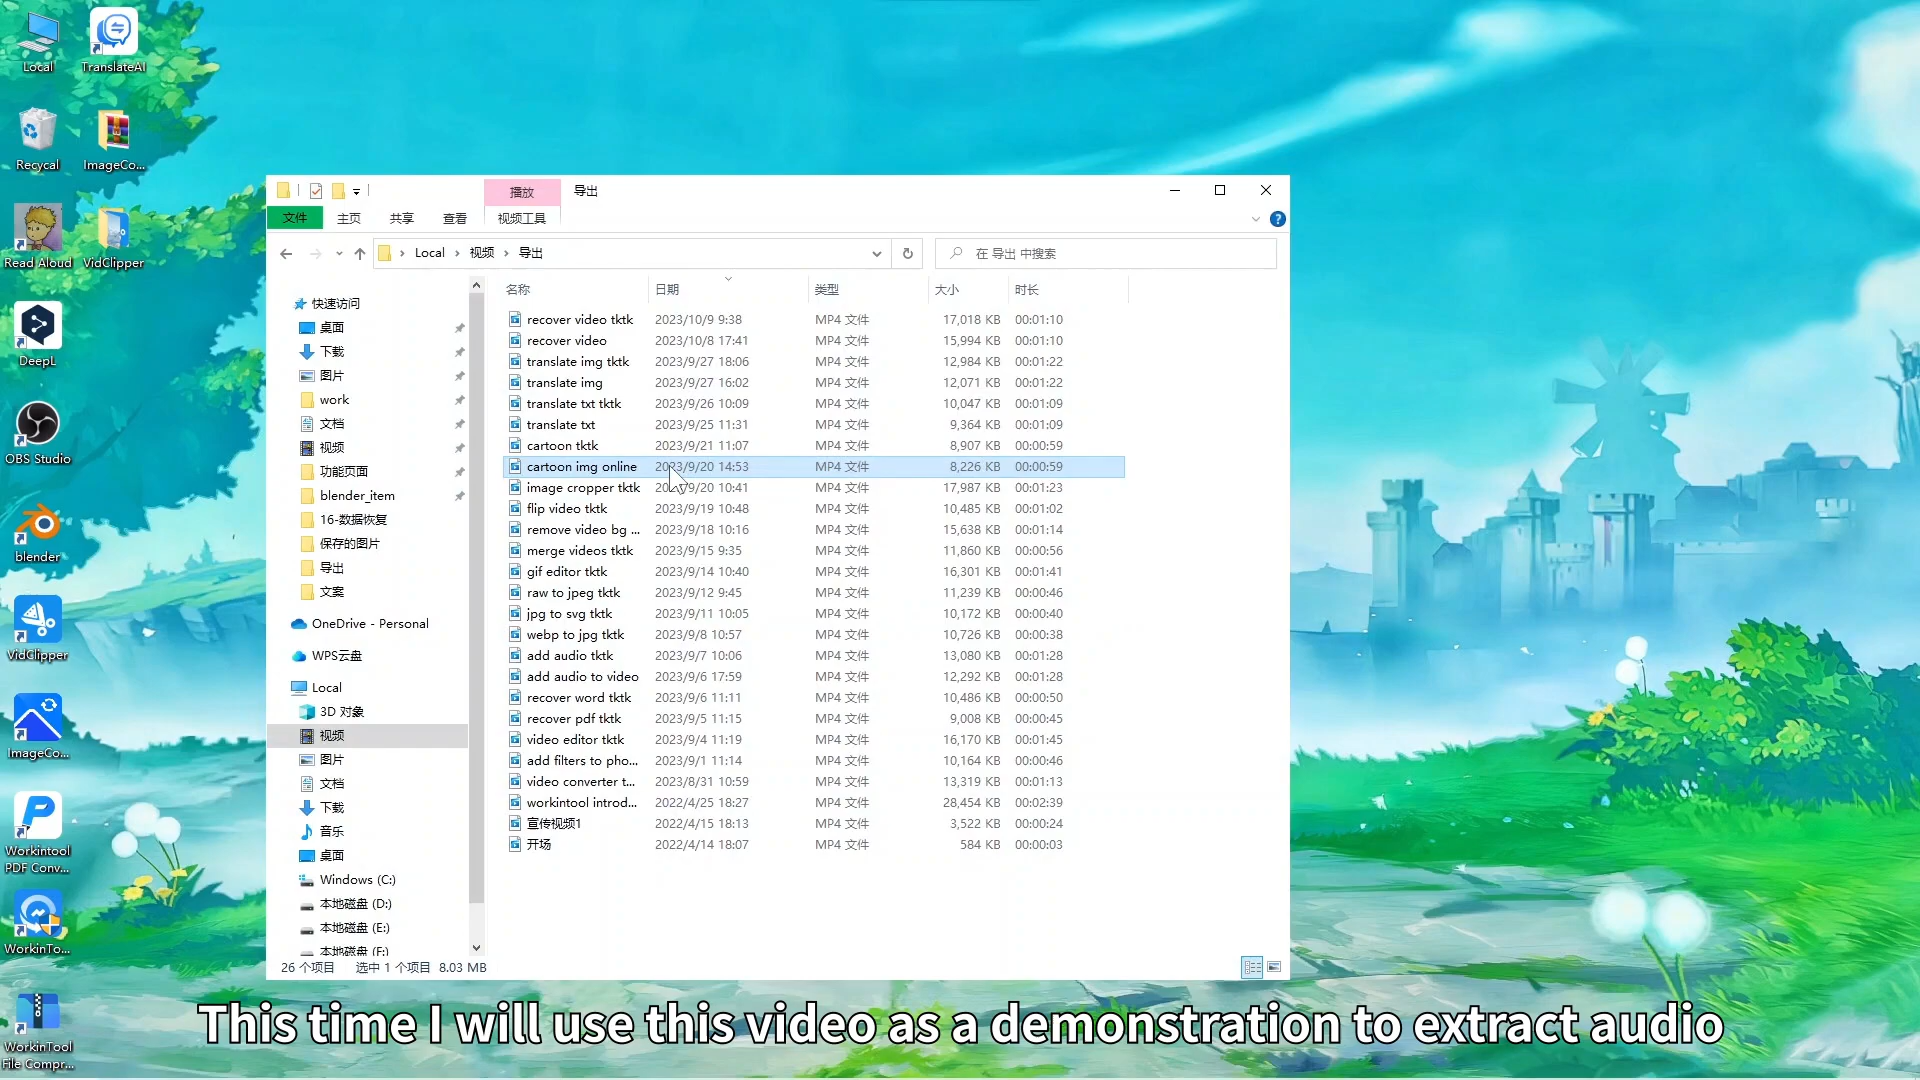 Local
TranslateAI
Recycal
ImageCo...
Read Aloud
VidClipper
DeepL
OBS Studio
blender
VidClipper
ImageCo...
Workintool
PDF Conv...
WorkinTo...
WorkinTool
File Compr...
播放
导出
文件
主页
共享
查看
视频工具
Local
视频
导出
在 导出 中搜索
快速访问
桌面
下载
图片
work
文档
视频
功能页面
blender_item
16-数据恢复
保存的图片
导出
文案
OneDrive - Personal
WPS云盘
Local
3D 对象
视频
图片
文档
下载
音乐
桌面
Windows (C:)
本地磁盘 (D:)
本地磁盘 (E:)
本地磁盘 (F:)
名称 日期 类型 大小 时长
recover video tktk 2023/10/9 9:38 MP4 文件 17,018 KB 00:01:10
recover video 2023/10/8 17:41 MP4 文件 15,994 KB 00:01:10
translate img tktk 2023/9/27 18:06 MP4 文件 12,984 KB 00:01:22
translate img 2023/9/27 16:02 MP4 文件 12,071 KB 00:01:22
translate txt tktk 2023/9/26 10:09 MP4 文件 10,047 KB 00:01:09
translate txt 2023/9/25 11:31 MP4 文件 9,364 KB 00:01:09
cartoon tktk 2023/9/21 11:07 MP4 文件 8,907 KB 00:00:59
cartoon img online 2023/9/20 14:53 MP4 文件 8,226 KB 00:00:59
image cropper tktk 2023/9/20 10:41 MP4 文件 17,987 KB 00:01:23
flip video tktk 2023/9/19 10:48 MP4 文件 10,485 KB 00:01:02
remove video bg ... 2023/9/18 10:16 MP4 文件 15,638 KB 00:01:14
merge videos tktk 2023/9/15 9:35 MP4 文件 11,860 KB 00:00:56
gif editor tktk 2023/9/14 10:40 MP4 文件 16,301 KB 00:01:41
raw to jpeg tktk 2023/9/12 9:45 MP4 文件 11,239 KB 00:00:46
jpg to svg tktk 2023/9/11 10:05 MP4 文件 10,172 KB 00:00:40
webp to jpg tktk 2023/9/8 10:57 MP4 文件 10,726 KB 00:00:38
add audio tktk 2023/9/7 10:06 MP4 文件 13,080 KB 00:01:28
add audio to video 2023/9/6 17:59 MP4 文件 12,292 KB 00:01:28
recover word tktk 2023/9/6 11:11 MP4 文件 10,486 KB 00:00:50
recover pdf tktk 2023/9/5 11:15 MP4 文件 9,008 KB 00:00:45
video editor tktk 2023/9/4 11:19 MP4 文件 16,170 KB 00:01:45
add filters to pho... 2023/9/1 11:14 MP4 文件 10,164 KB 00:00:46
video converter t... 2023/8/31 10:59 MP4 文件 13,319 KB 00:01:13
workintool introd... 2022/4/25 18:27 MP4 文件 28,454 KB 00:02:39
宣传视频1 2022/4/15 18:13 MP4 文件 3,522 KB 00:00:24
开场 2022/4/14 18:07 MP4 文件 584 KB 00:00:03
26 个项目 选中 1 个项目 8.03 MB
This time I will use this video as a demonstration to extract audio